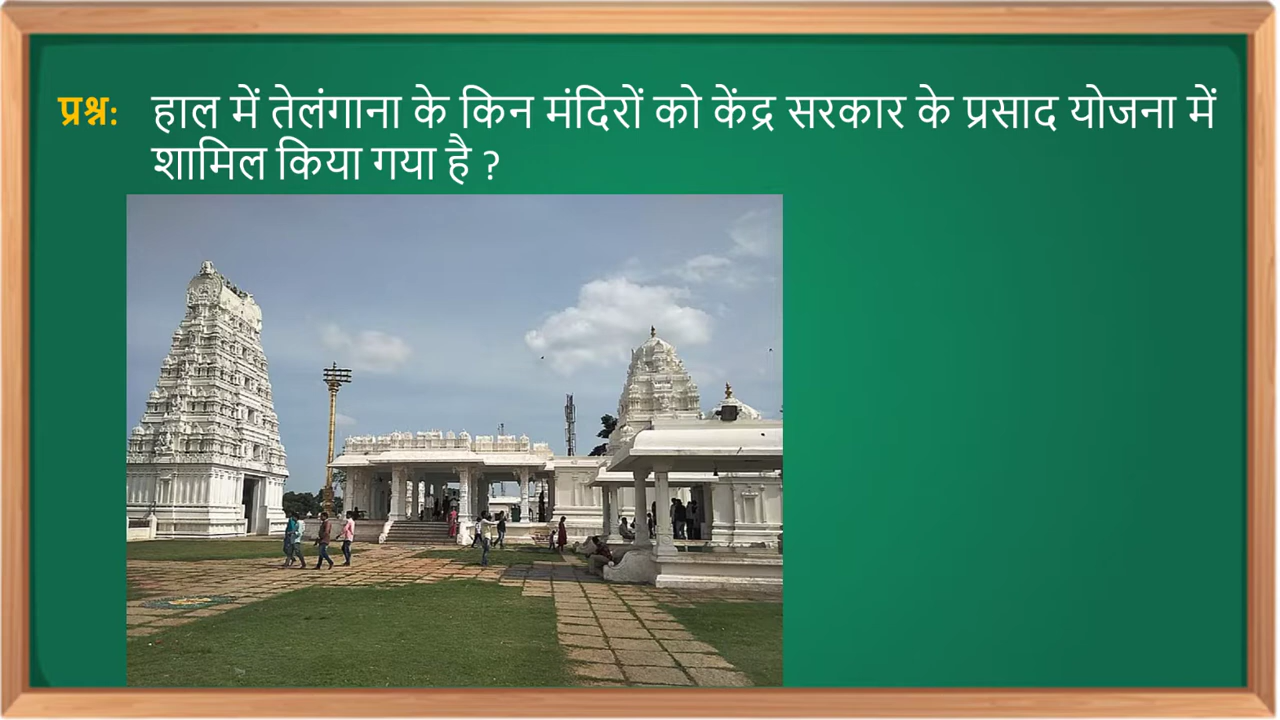 प्रश्न: हाल में तेलंगाना के किन मंदिरों को केंद्र सरकार के प्रसाद योजना में
शामिल किया गया है ?